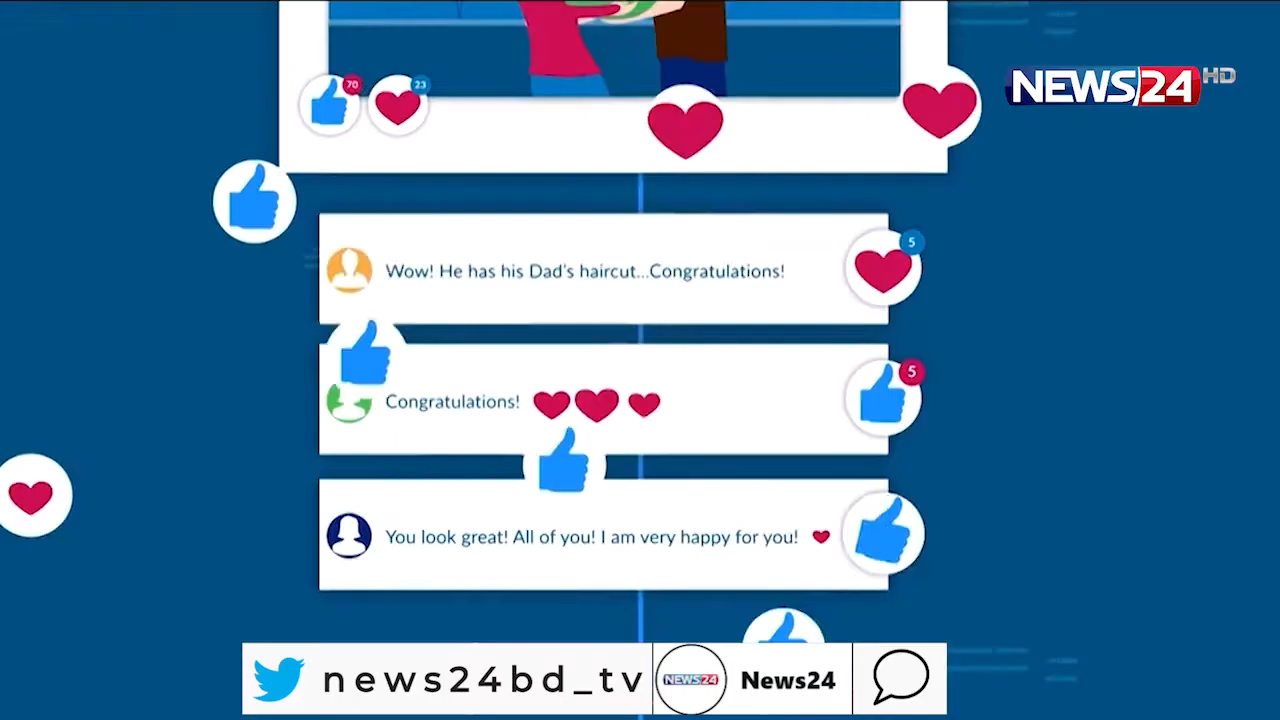 NEWS24 HD
70
23
Wow! He has his Dad's haircut...Congratulations!
5
Congratulations!
5
You look great! All of you! I am very happy for you!
news24bd_tv
NEWS24
News24